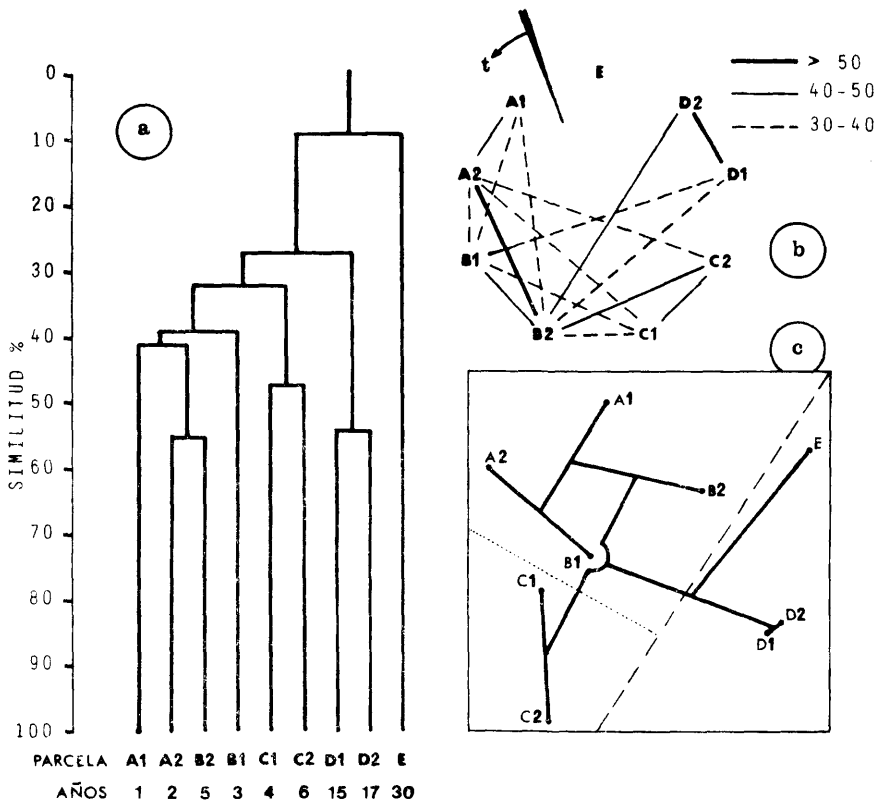 0
10
20
30
40
50
60
70
80
90
100
SIMILITUD %
a
PARCELA A1 A2 B2 B1 C1 C2 D1 D2 E
AÑOS 1 2 5 3 4 6 15 17 30
t
E
> 50
40-50
30-40
A1
D2
A2
D1
B1
C2
B2
C1
b
c
A1
A2
E
B2
B1
C1
D2
D1
C2